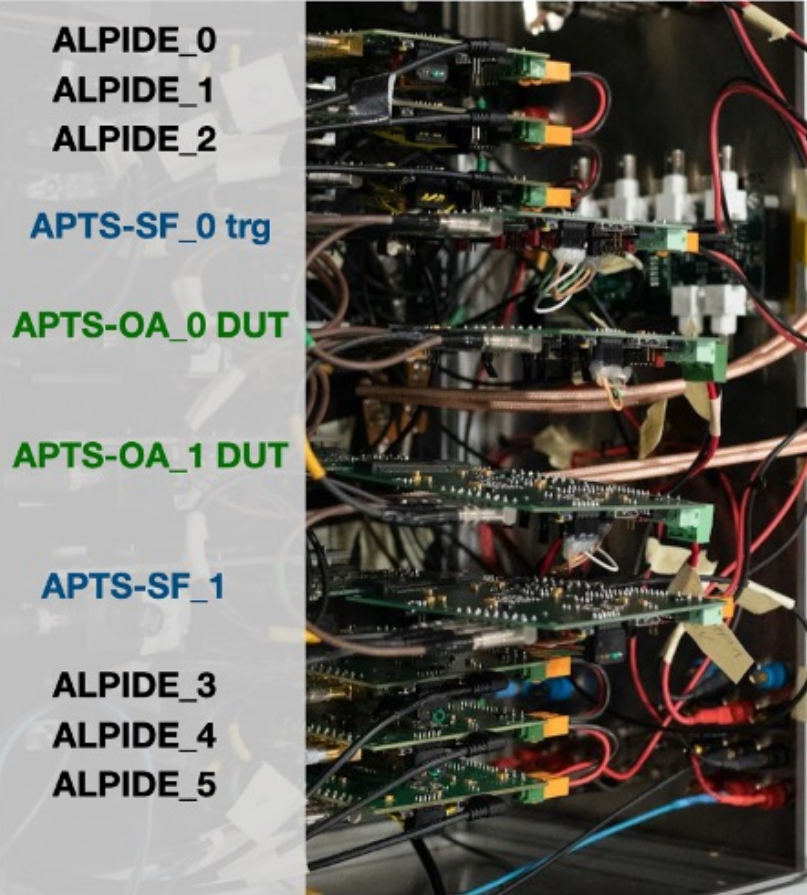 ALPIDE_0
ALPIDE_1
ALPIDE_2
APTS-SF_0 trg
APTS-OA_0 DUT
APTS-OA_1 DUT
APTS-SF_1
ALPIDE_3
ALPIDE_4
ALPIDE_5